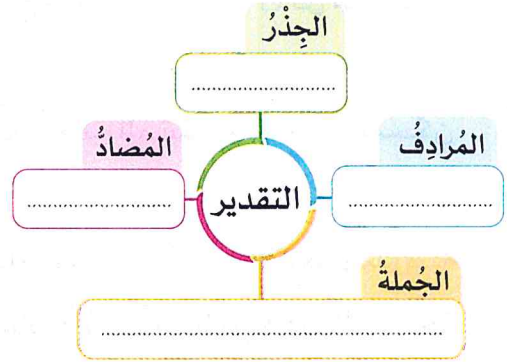 الجِذْرُ
المُرادِفُ
المُضادُّ
التقدير
الجُملةُ